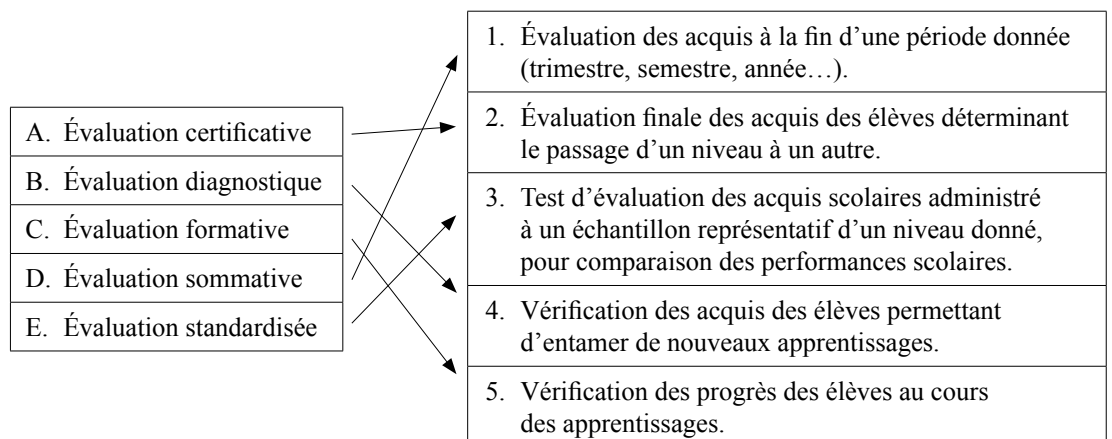 A. Évaluation certificative
B. Évaluation diagnostique
C. Évaluation formative
D. Évaluation sommative
E. Évaluation standardisée
1. Évaluation des acquis à la fin d’une période donnée
(trimestre, semestre, année…).
2. Évaluation finale des acquis des élèves déterminant
le passage d’un niveau à un autre.
3. Test d’évaluation des acquis scolaires administré
à un échantillon représentatif d’un niveau donné,
pour comparaison des performances scolaires.
4. Vérification des acquis des élèves permettant
d’entamer de nouveaux apprentissages.
5. Vérification des progrès des élèves au cours
des apprentissages.